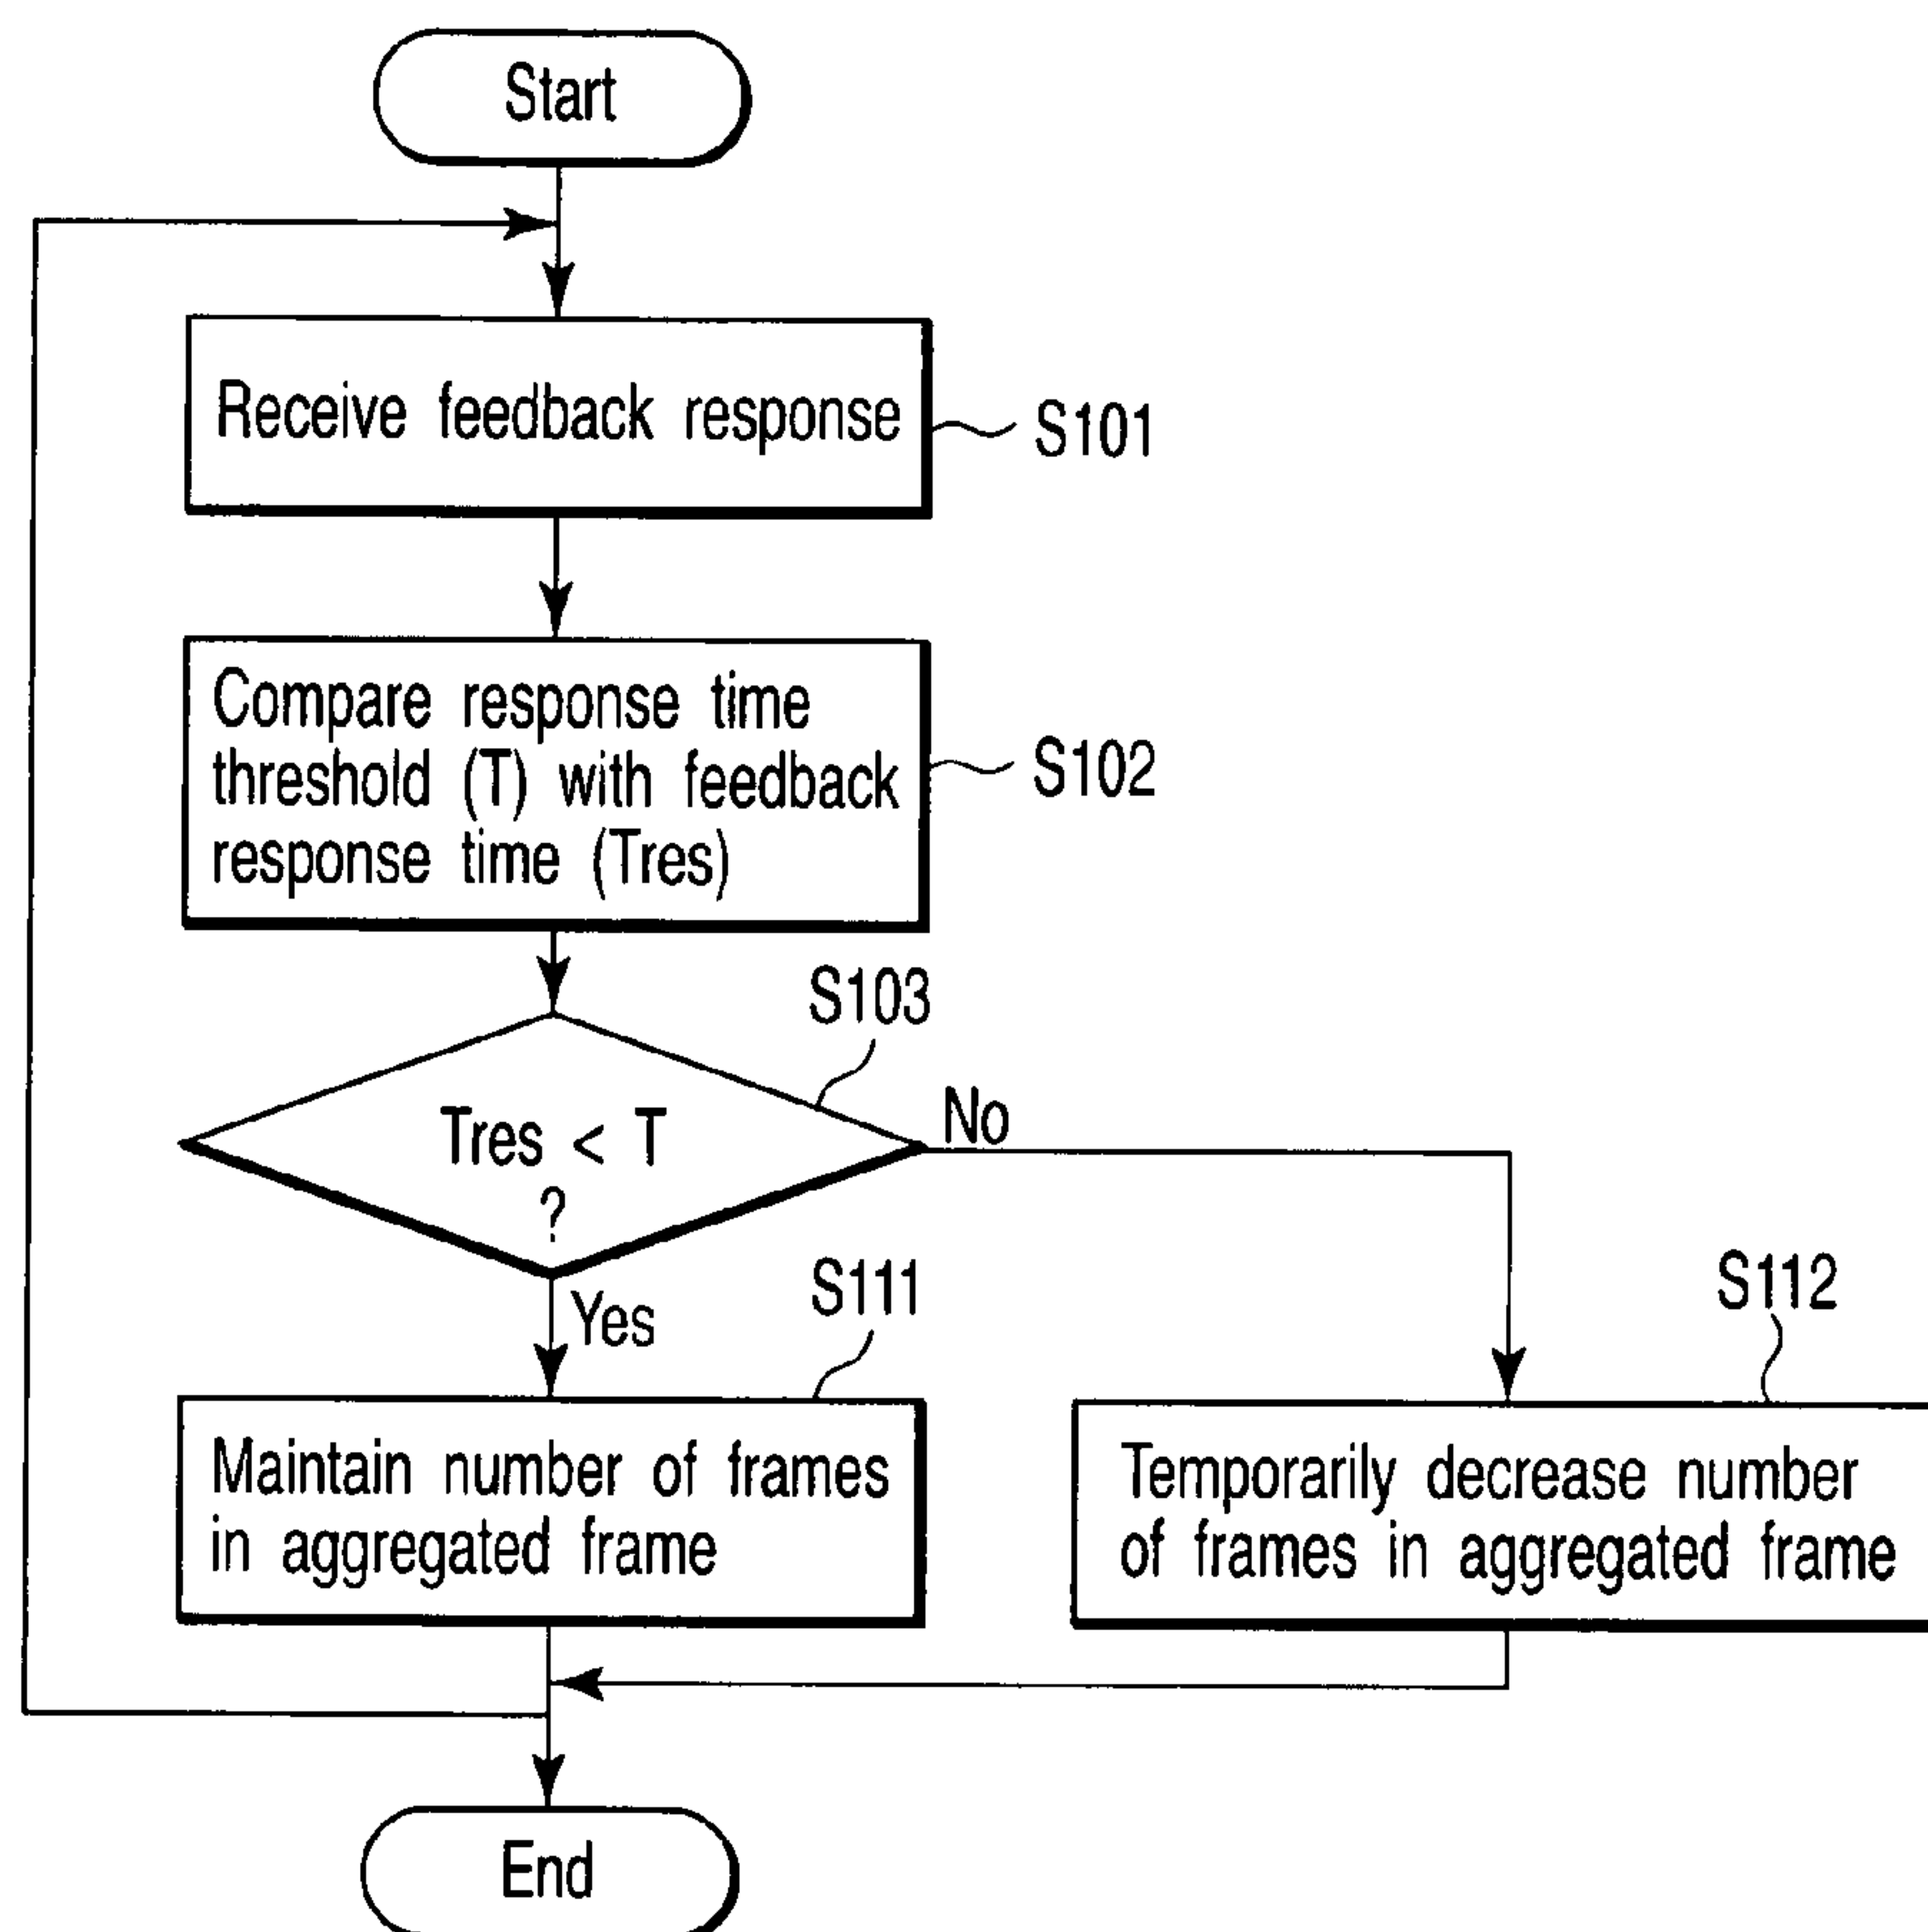 Start
Receive feedback response
S101
Compare response time
threshold (T) with feedback
response time (Tres)
S102
S103
Tres < T
?
No
Yes
S111
Maintain number of frames
in aggregated frame
S112
Temporarily decrease number
of frames in aggregated frame
End